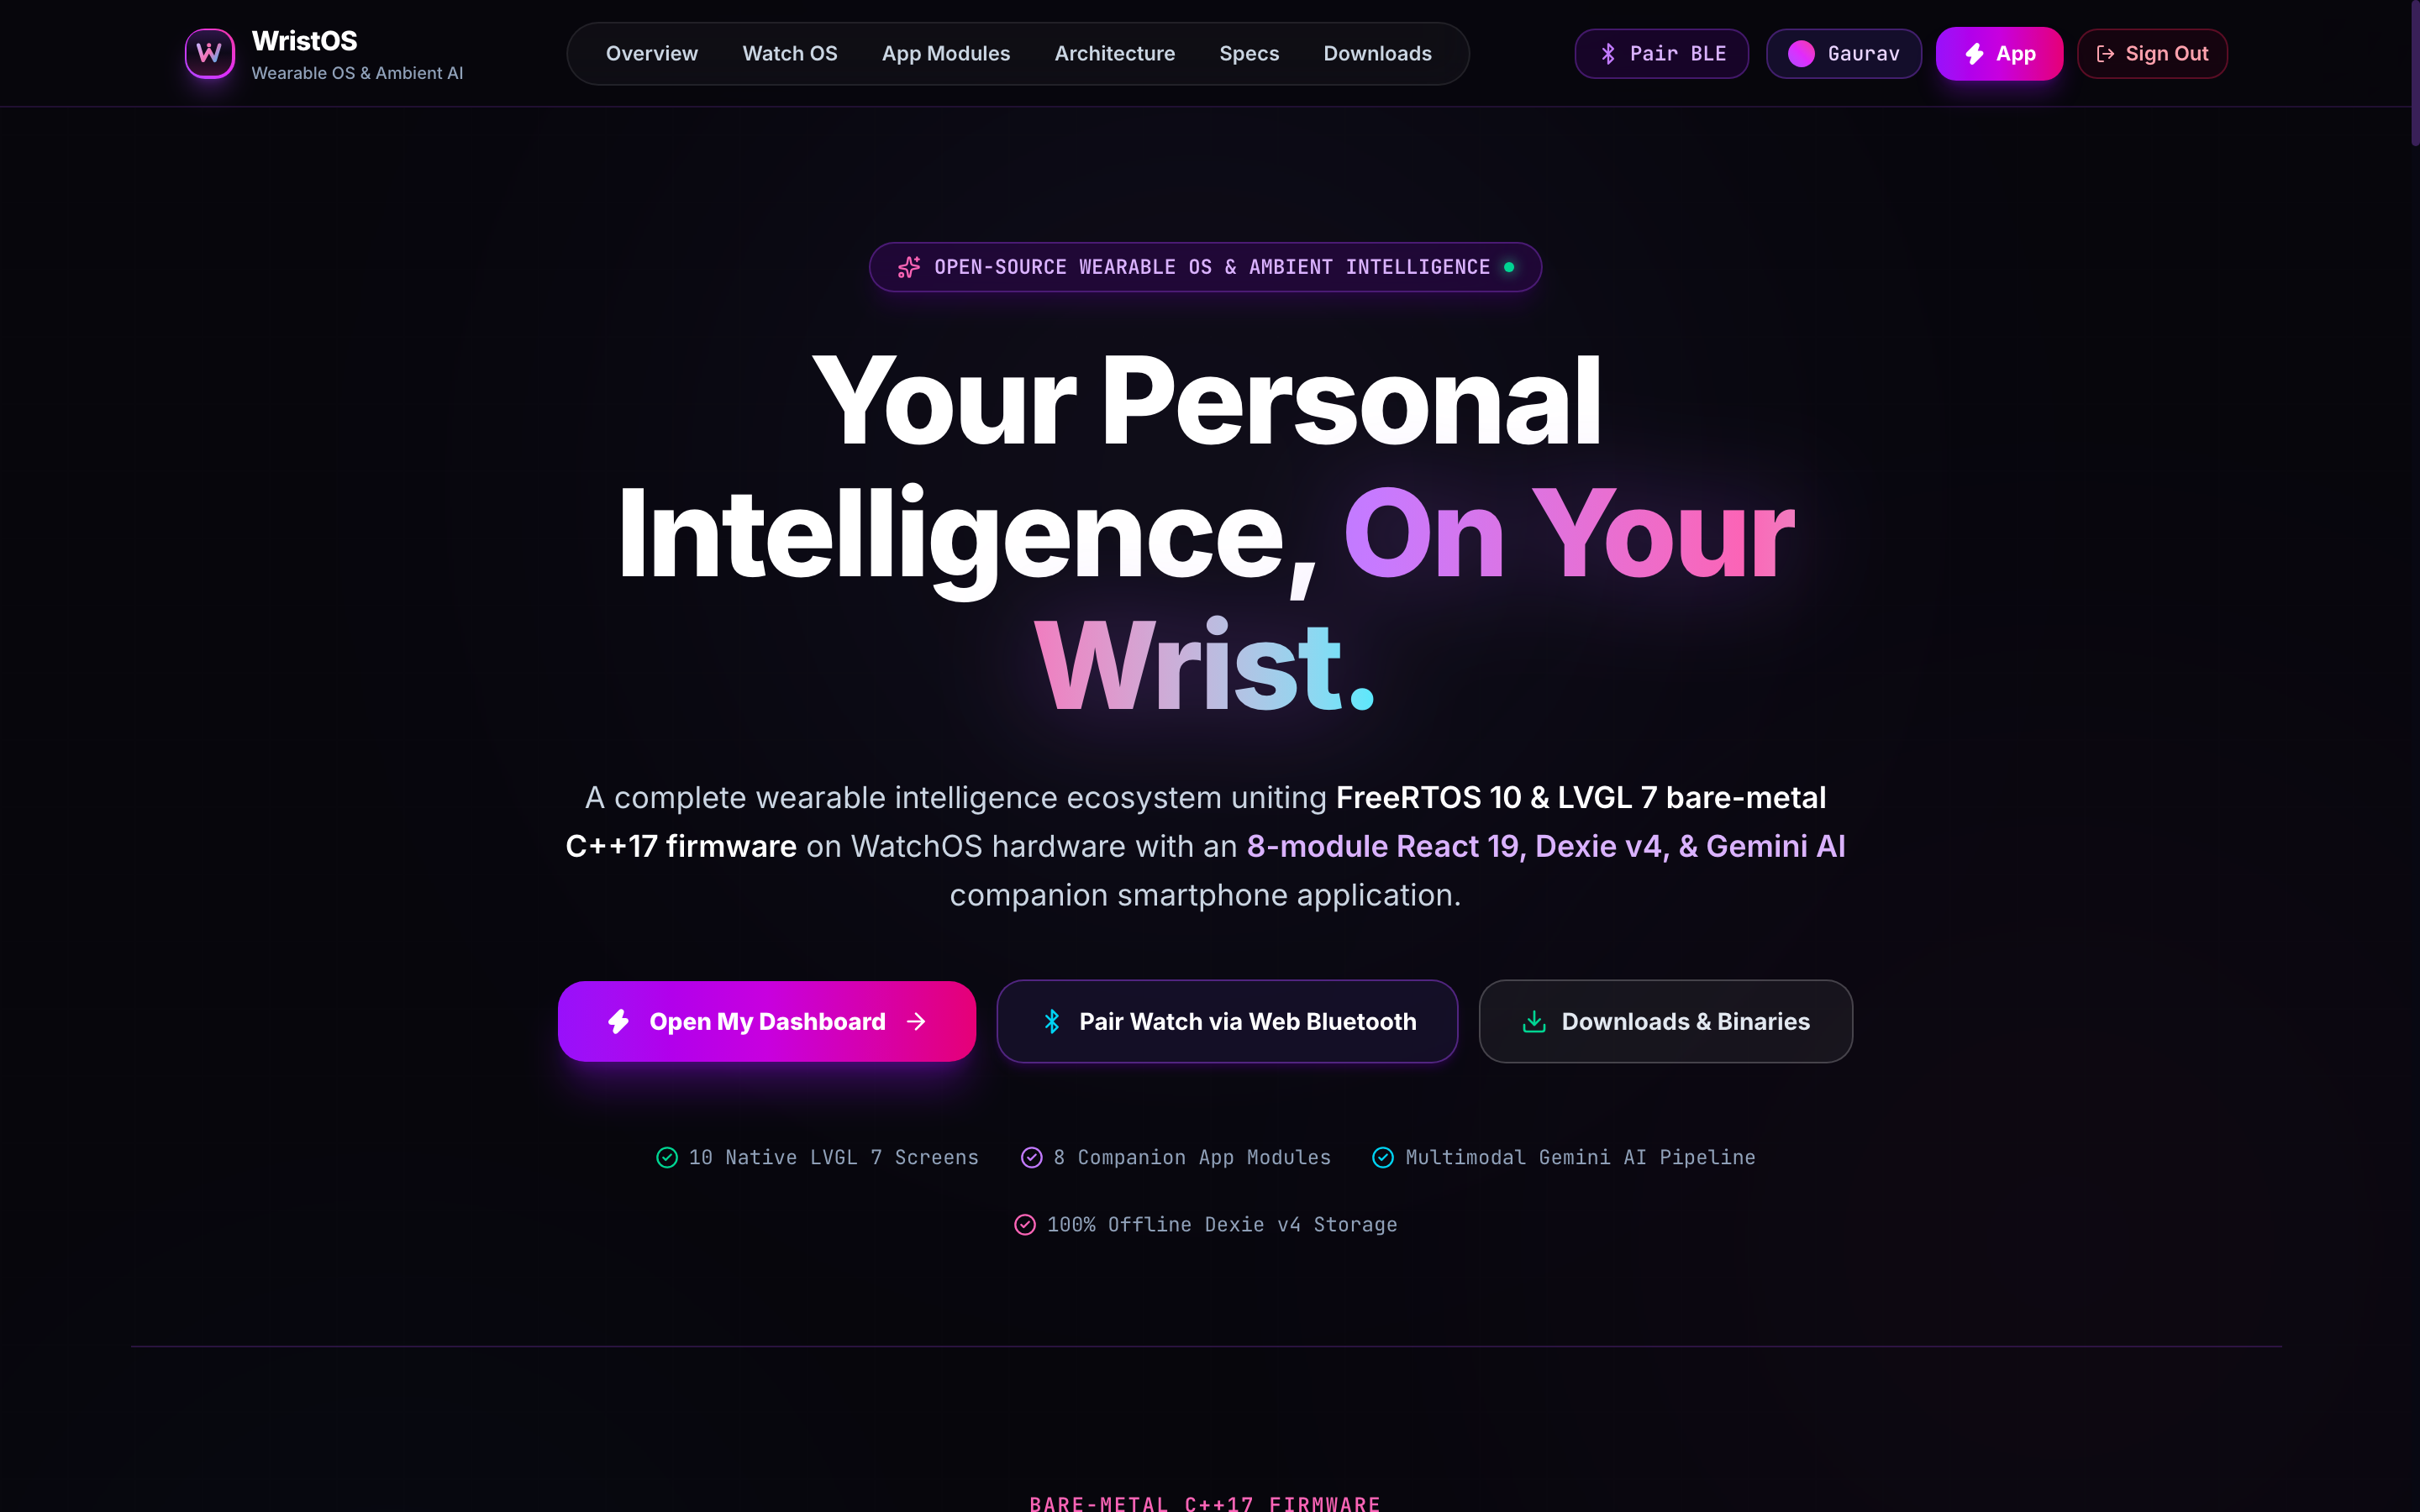 WristOS
Wearable OS & Ambient AI
Overview
Watch OS
App Modules
Architecture
Specs
Downloads
Pair BLE
Gaurav
App
Sign Out
OPEN-SOURCE WEARABLE OS & AMBIENT INTELLIGENCE
Your Personal
Intelligence, On Your
Wrist.
A complete wearable intelligence ecosystem uniting FreeRTOS 10 & LVGL 7 bare-metal
C++17 firmware on WatchOS hardware with an 8-module React 19, Dexie v4, & Gemini AI
companion smartphone application.
Open My Dashboard
Pair Watch via Web Bluetooth
Downloads & Binaries
10 Native LVGL 7 Screens
8 Companion App Modules
Multimodal Gemini AI Pipeline
100% Offline Dexie v4 Storage
BARE-METAL C++17 FIRMWARE